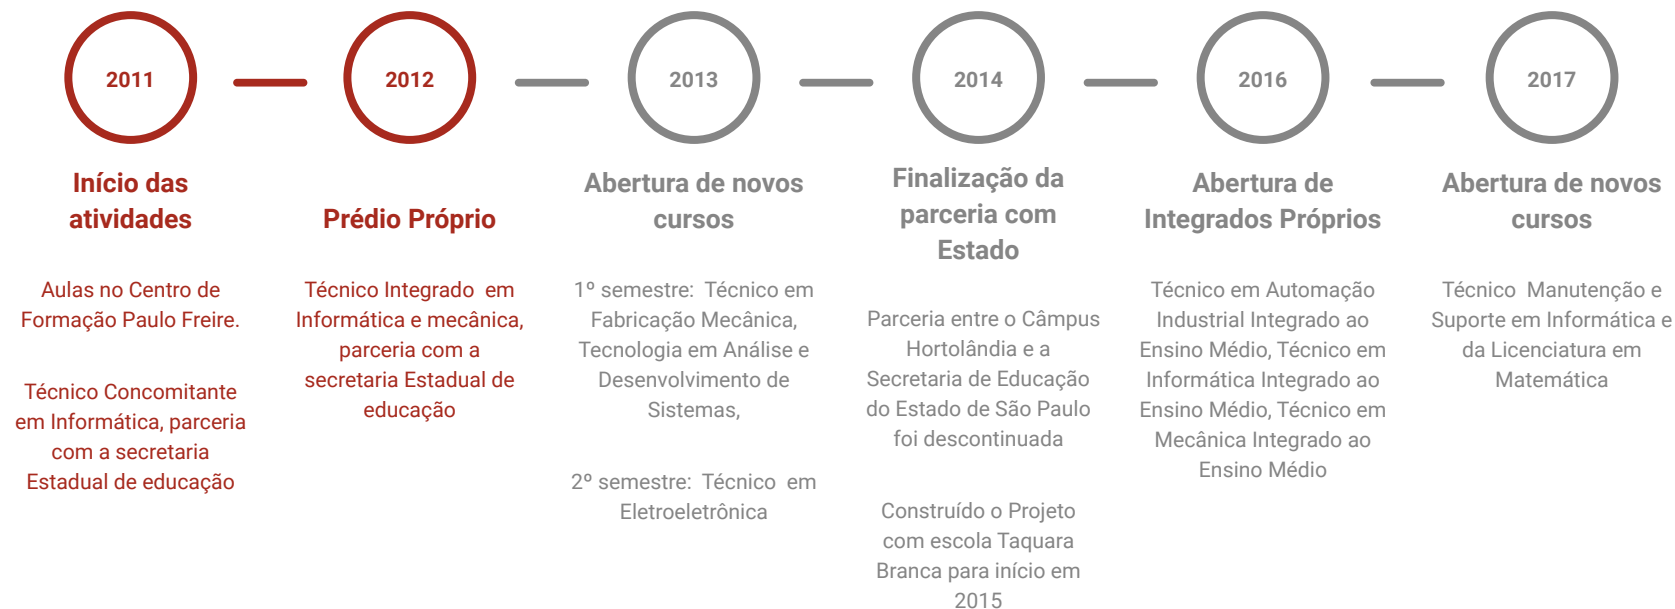 2011
Início das
atividades
Aulas no Centro de
Formação Paulo Freire.
Técnico Concomitante
em Informática, parceria
com a secretaria
Estadual de educação
2012
Prédio Próprio
Técnico Integrado em
Informática e mecânica,
parceria com a
secretaria Estadual de
educação
2013
Abertura de novos
cursos
1º semestre: Técnico em
Fabricação Mecânica,
Tecnologia em Análise e
Desenvolvimento de
Sistemas,
2º semestre: Técnico em
Eletroeletrônica
2014
Finalização da
parceria com
Estado
Parceria entre o Câmpus
Hortolândia e a
Secretaria de Educação
do Estado de São Paulo
foi descontinuada
Construído o Projeto
com escola Taquara
Branca para início em
2015
2016
Abertura de
Integrados Próprios
Técnico em Automação
Industrial Integrado ao
Ensino Médio, Técnico em
Informática Integrado ao
Ensino Médio, Técnico em
Mecânica Integrado ao
Ensino Médio
2017
Abertura de novos
cursos
Técnico Manutenção e
Suporte em Informática e
da Licenciatura em
Matemática